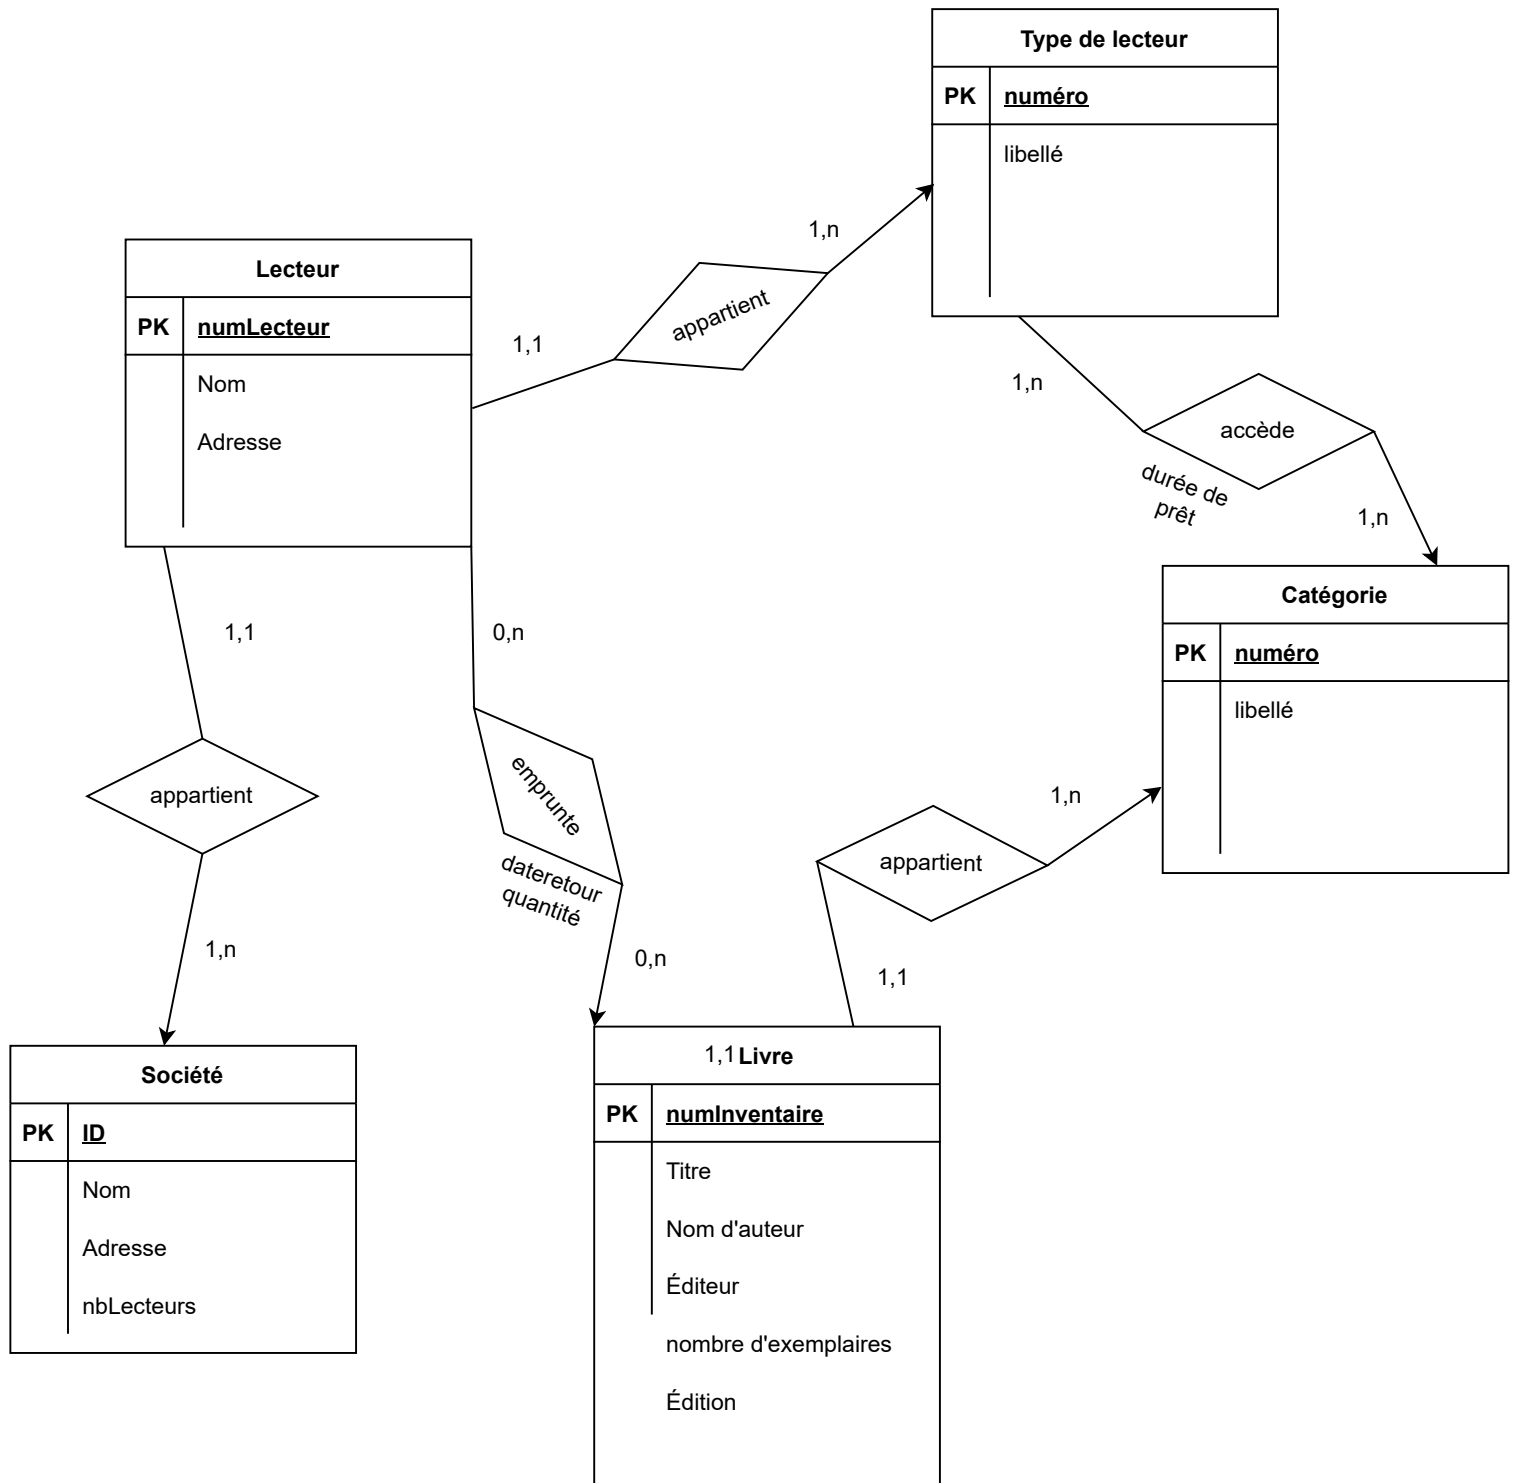 Type de lecteur
PK numéro
libellé
1,n
Lecteur
PK numLecteur
Nom
Adresse
1,1
appartient
1,n
accède
durée de
prêt
1,n
Catégorie
PK numéro
libellé
1,1
appartient
1,n
0,n
emprunte
dateretour
quantité
0,n
appartient
1,n
1,1
Société
PK ID
Nom
Adresse
nbLecteurs
1,1 Livre
PK numInventaire
Titre
Nom d'auteur
Éditeur
nombre d'exemplaires
Édition